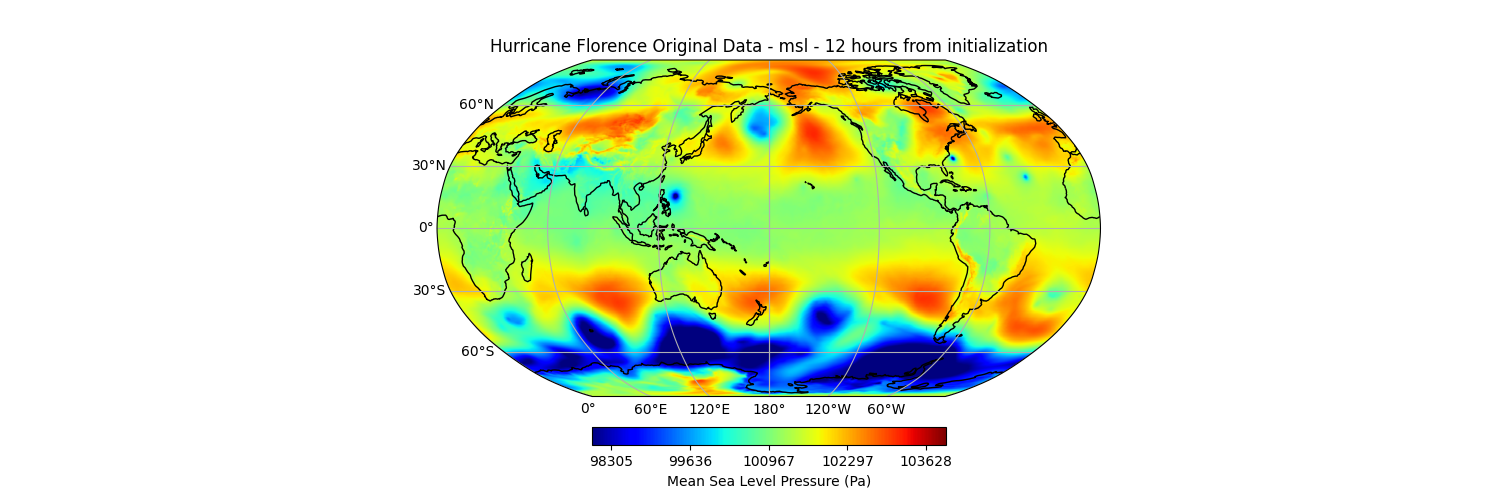 Hurricane Florence Original Data - msl - 12 hours from initialization
60°N
30°N
0°
30°S
60°S
0° 60°E 120°E 180° 120°W 60°W
98305 99636 100967 102297 103628
Mean Sea Level Pressure (Pa)